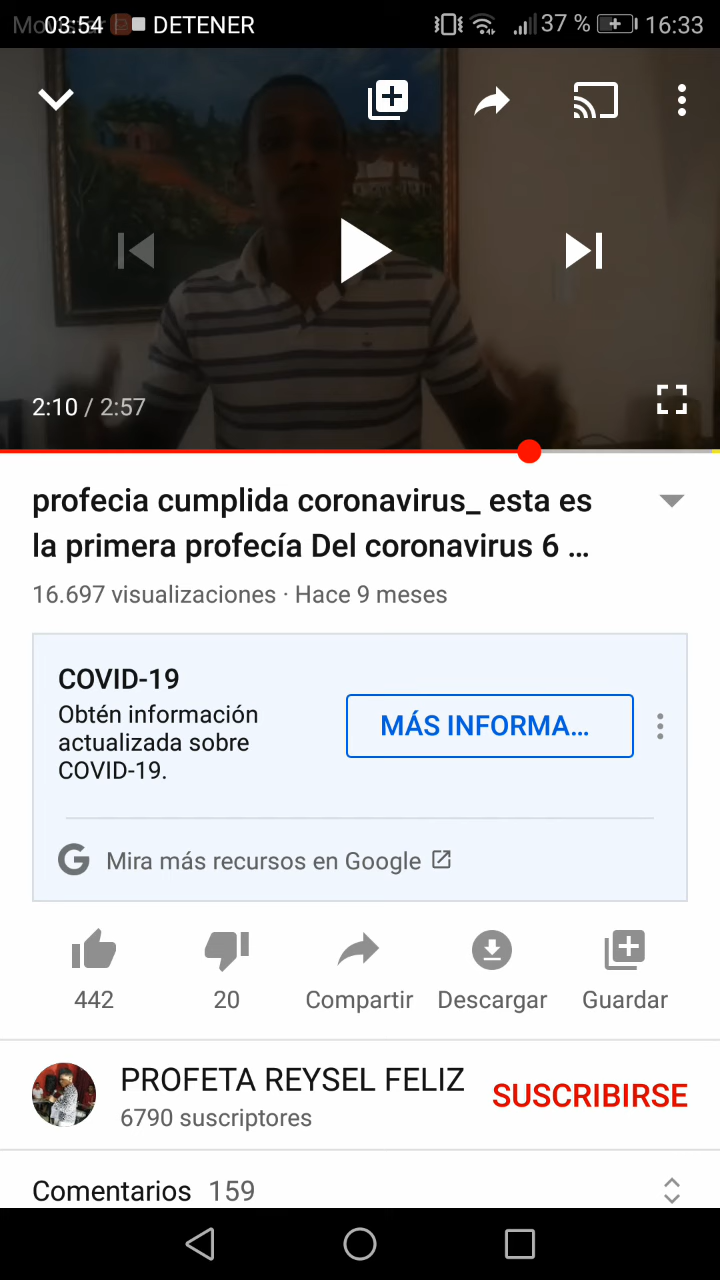 03:54 DETENER 37 % 16:33
2:10 / 2:57
profecia cumplida coronavirus_ esta es
la primera profecía Del coronavirus 6 ...
16.697 visualizaciones · Hace 9 meses
COVID-19
Obtén información
actualizada sobre
COVID-19.
MÁS INFORMA...
Mira más recursos en Google
442
20
Compartir
Descargar
Guardar
PROFETA REYSEL FELIZ
6790 suscriptores
SUSCRIBIRSE
Comentarios 159